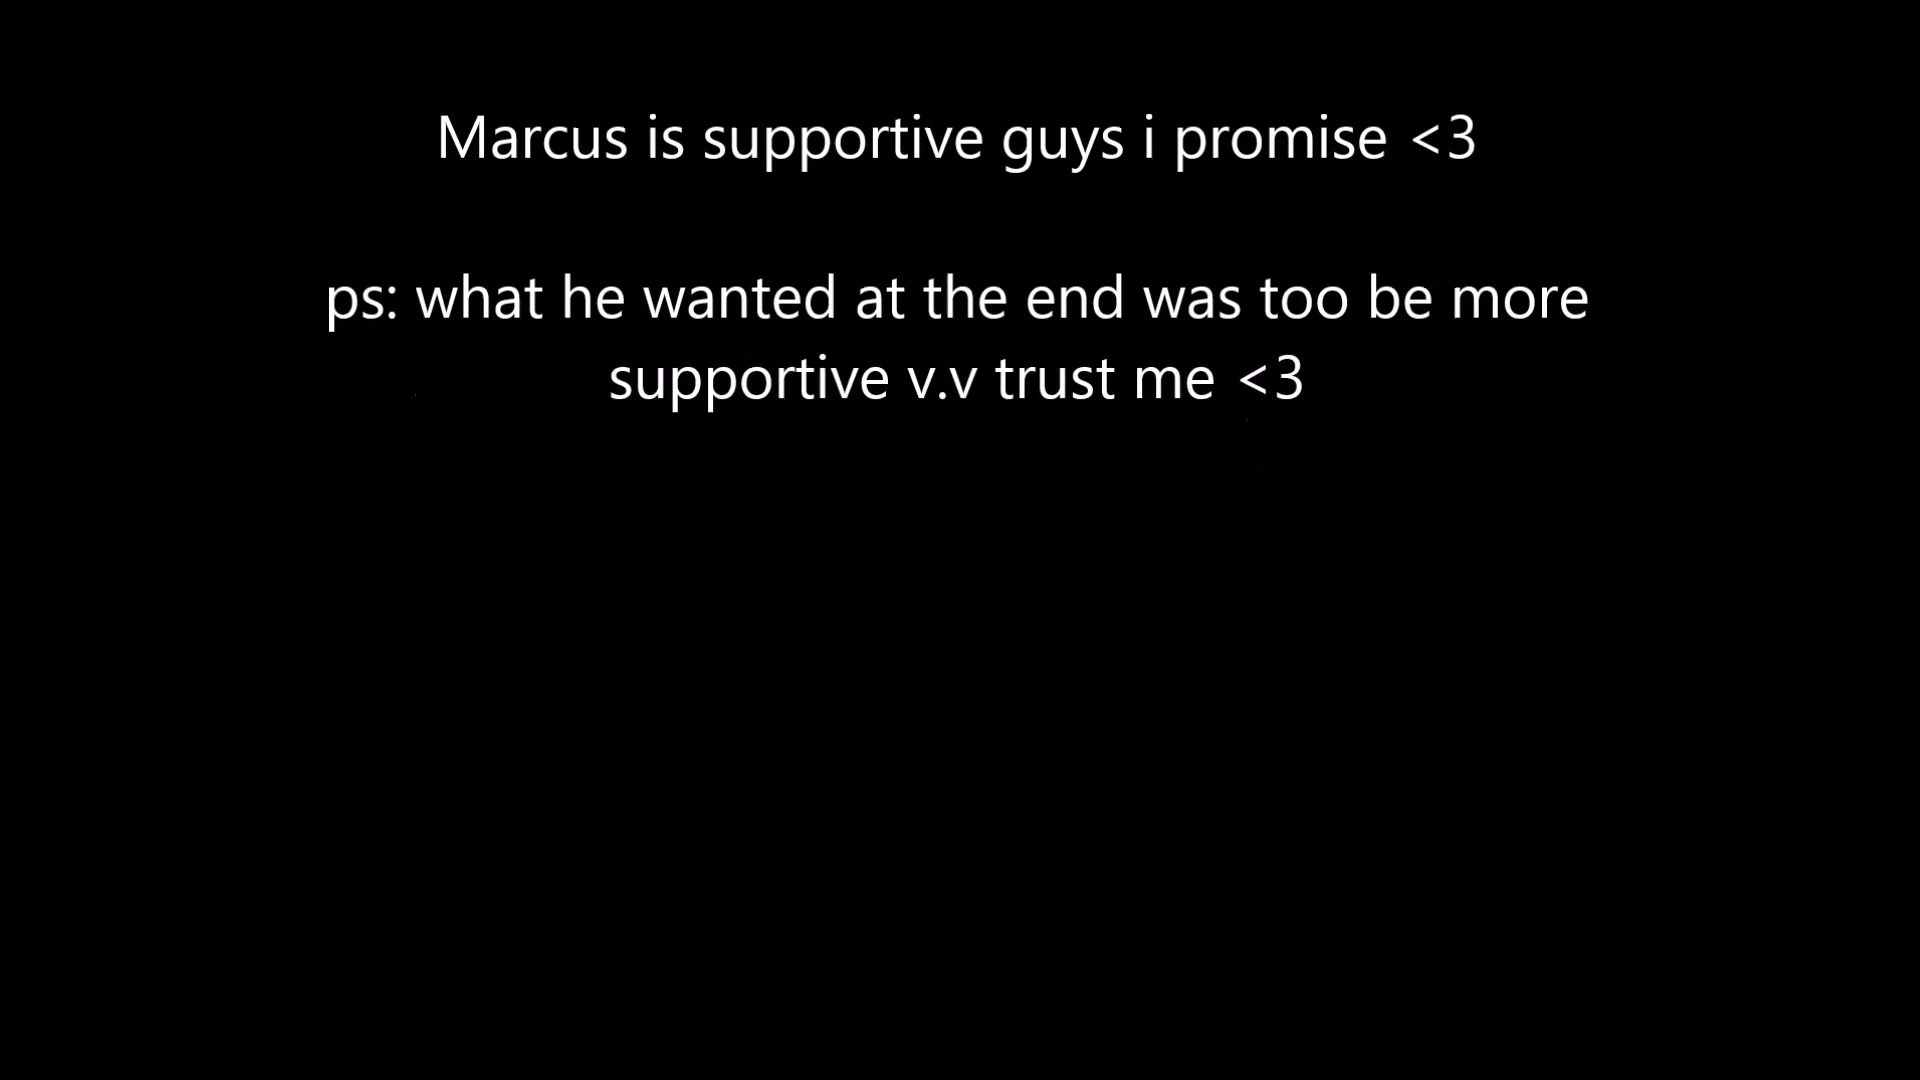 Marcus is supportive guys i promise <3
ps: what he wanted at the end was too be more
supportive v.v trust me <3